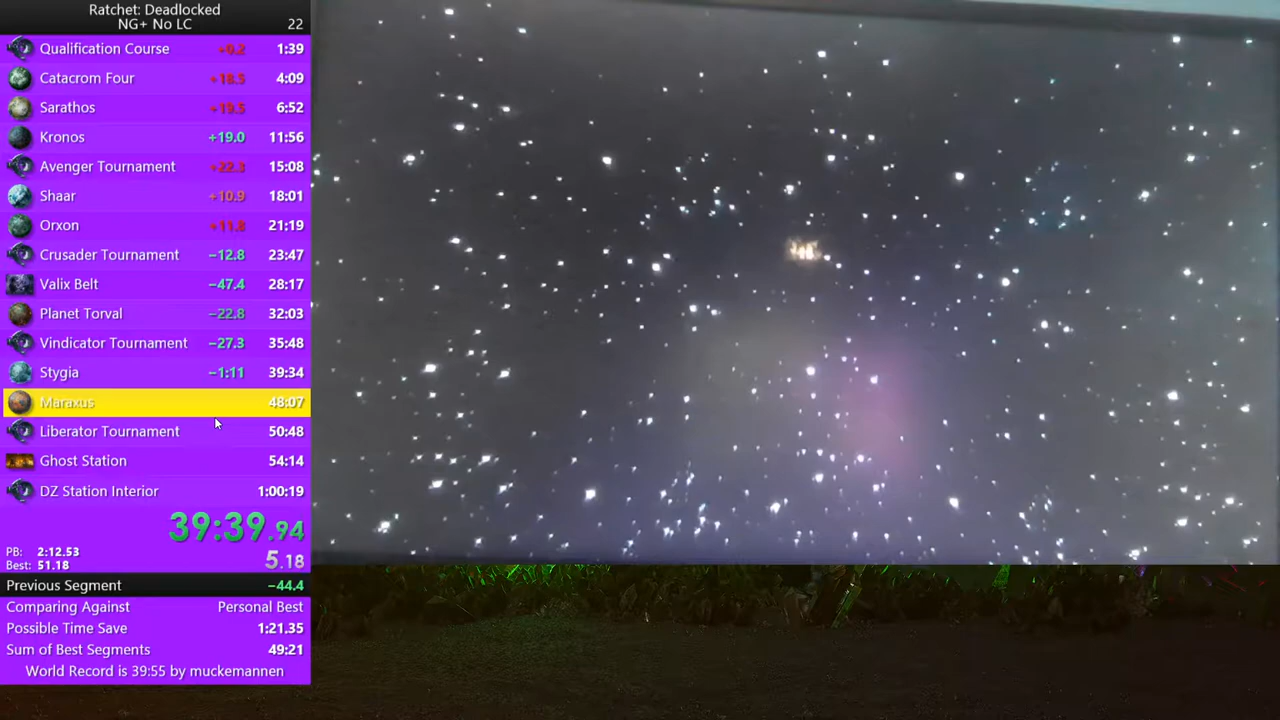 Ratchet: Deadlocked
NG+ No LC 22
Qualification Course +0.2 1:39
Catacrom Four +18.5 4:09
Sarathos +19.5 6:52
Kronos +19.0 11:56
Avenger Tournament +22.3 15:08
Shaar +10.9 18:01
Orxon +11.8 21:19
Crusader Tournament −12.8 23:47
Valix Belt −47.4 28:17
Planet Torval −22.8 32:03
Vindicator Tournament −27.3 35:48
Stygia −1:11 39:34
Maraxus 48:07
Liberator Tournament 50:48
Ghost Station 54:14
DZ Station Interior 1:00:19
39:39.94
PB: 2:12.53
Best: 51.18 5.18
Previous Segment −44.4
Comparing Against Personal Best
Possible Time Save 1:21.35
Sum of Best Segments 49:21
World Record is 39:55 by muckemannen